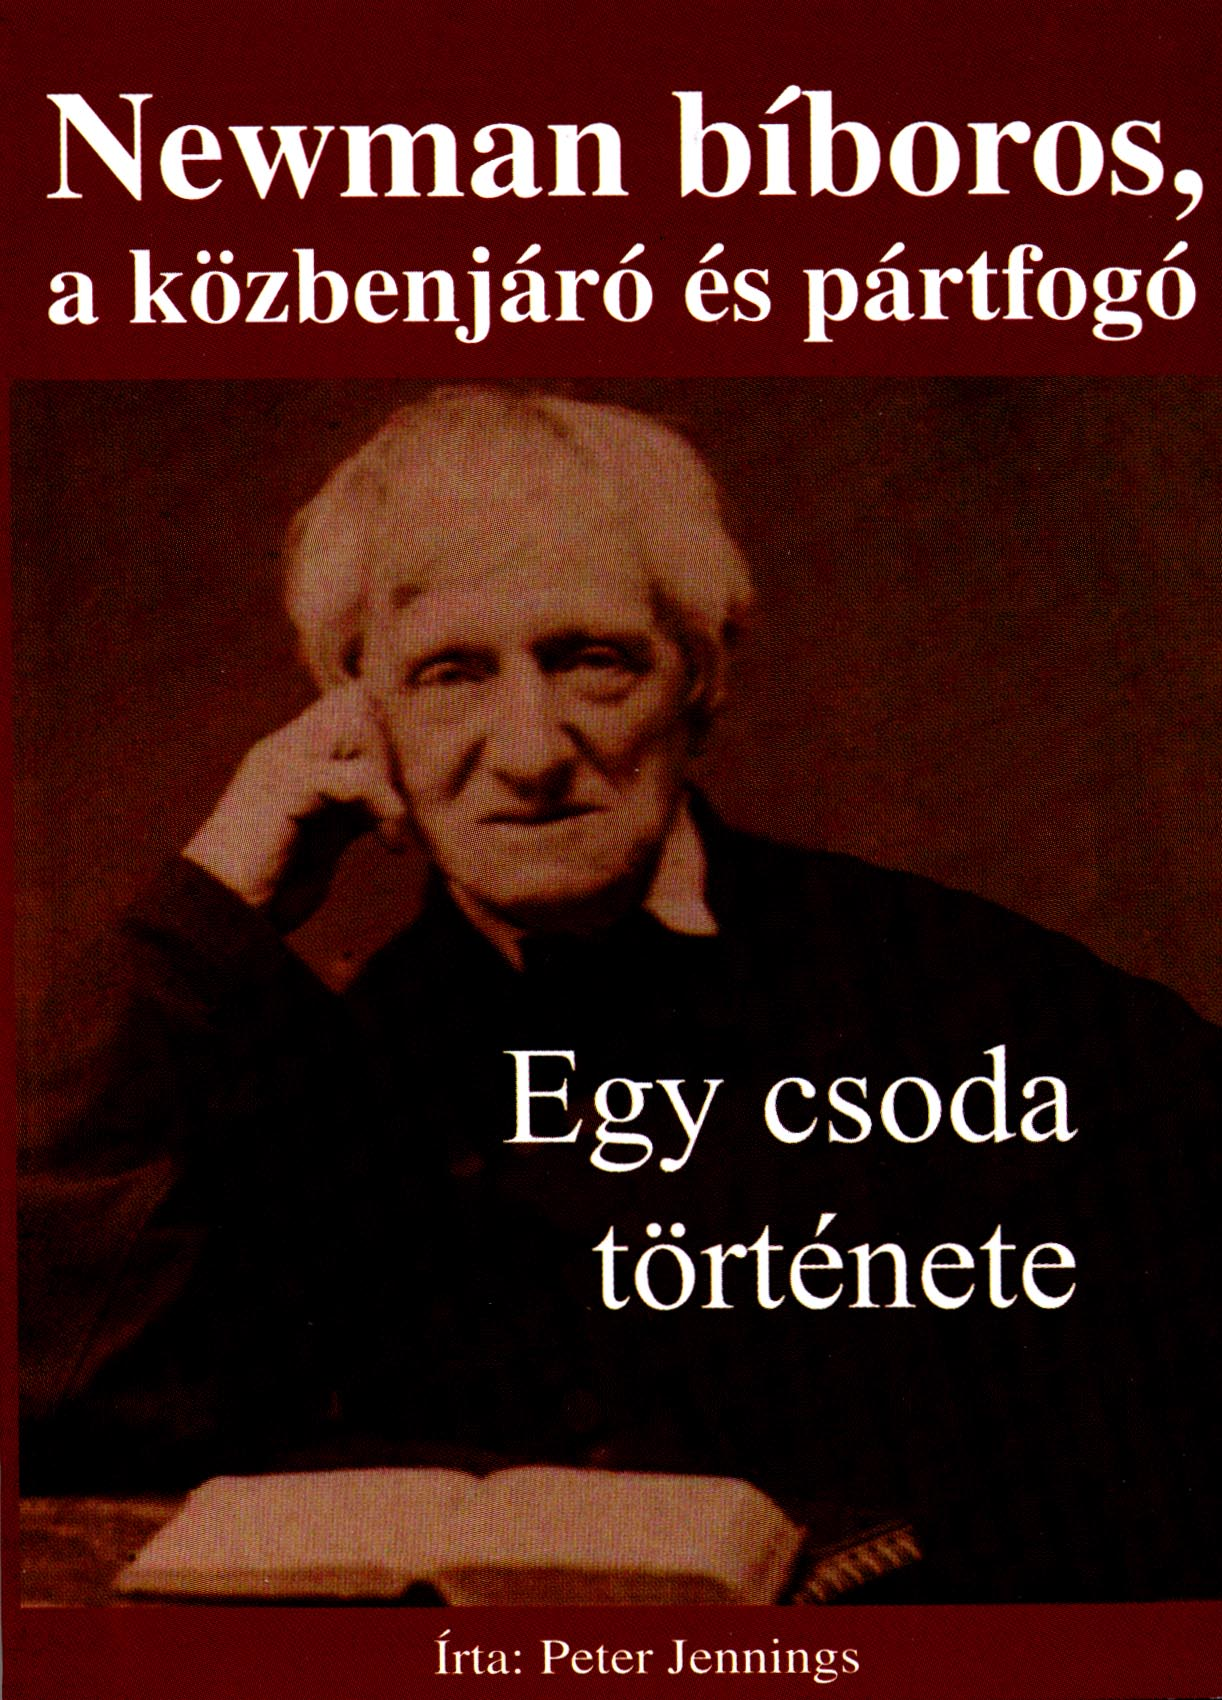 Newman bíboros,
a közbenjáró és pártfogó
Egy csoda
története
Írta: Peter Jennings